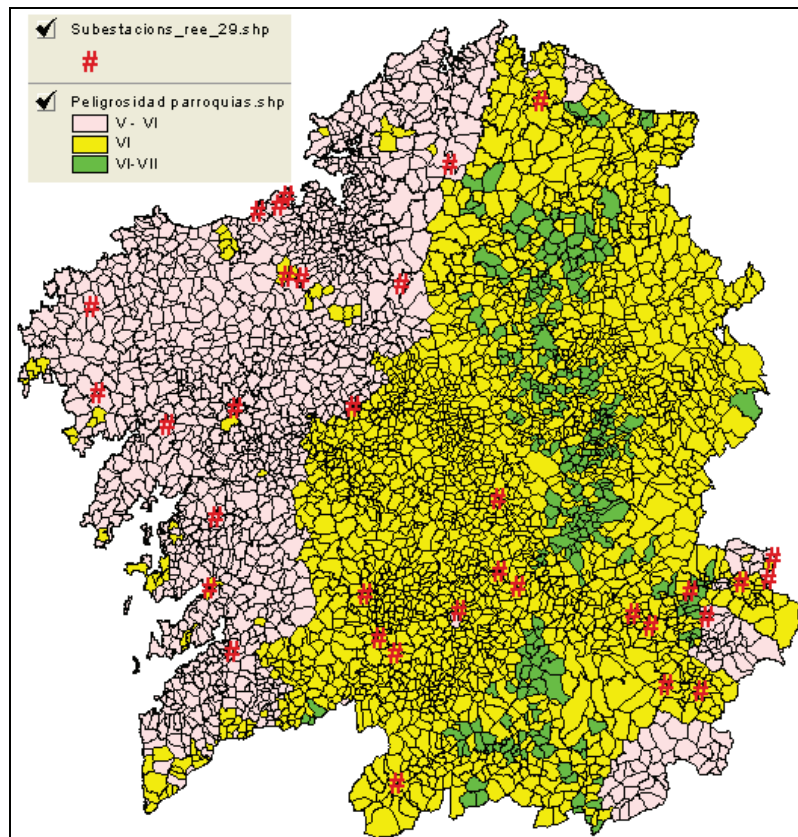 Subestacions_ree_29.shp
#
Peligrosidad parroquias.shp
V - VI
VI
VI-VII